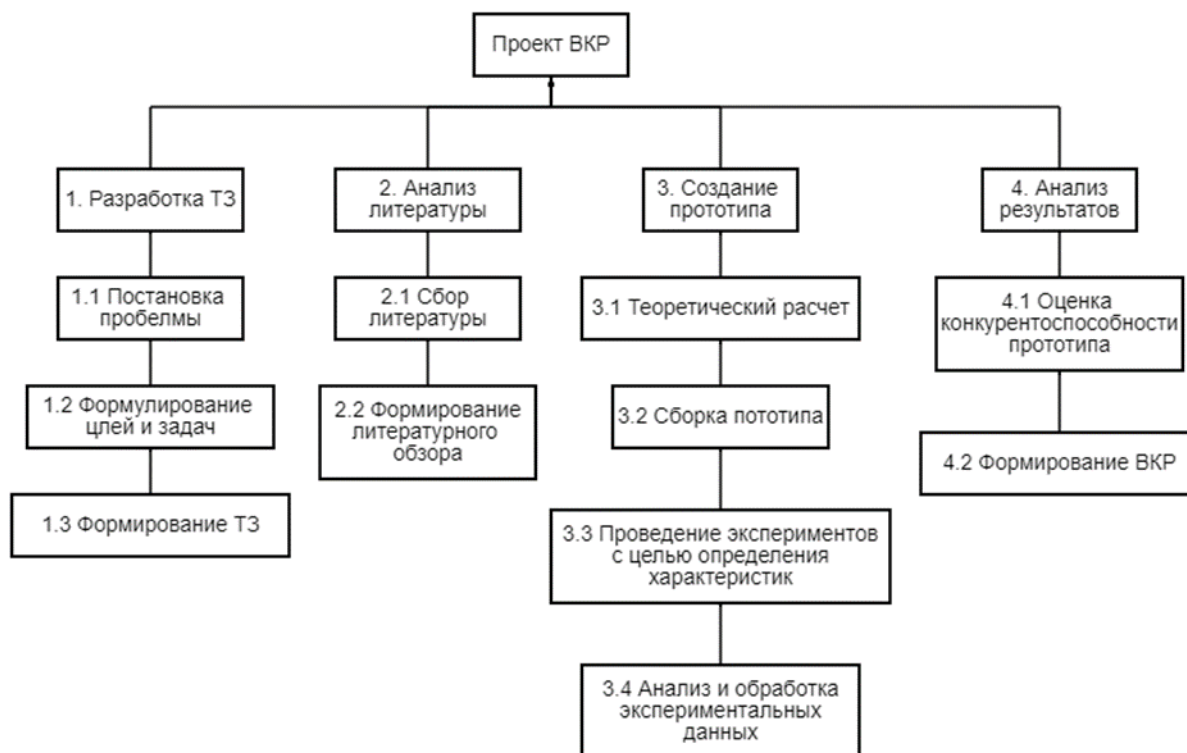 Проект ВКР
1. Разработка ТЗ
1.1 Постановка
пробелмы
1.2 Формулирование
цлей и задач
1.3 Формирование ТЗ
2. Анализ
литературы
2.1 Сбор
литературы
2.2 Формирование
литературного
обзора
3. Создание
прототипа
3.1 Теоретический расчет
3.2 Сборка пототипа
3.3 Проведение экспериментов
с целью определения
характеристик
3.4 Анализ и обработка
экспериментальных
данных
4. Анализ
результатов
4.1 Оценка
конкурентоспособности
прототипа
4.2 Формирование ВКР